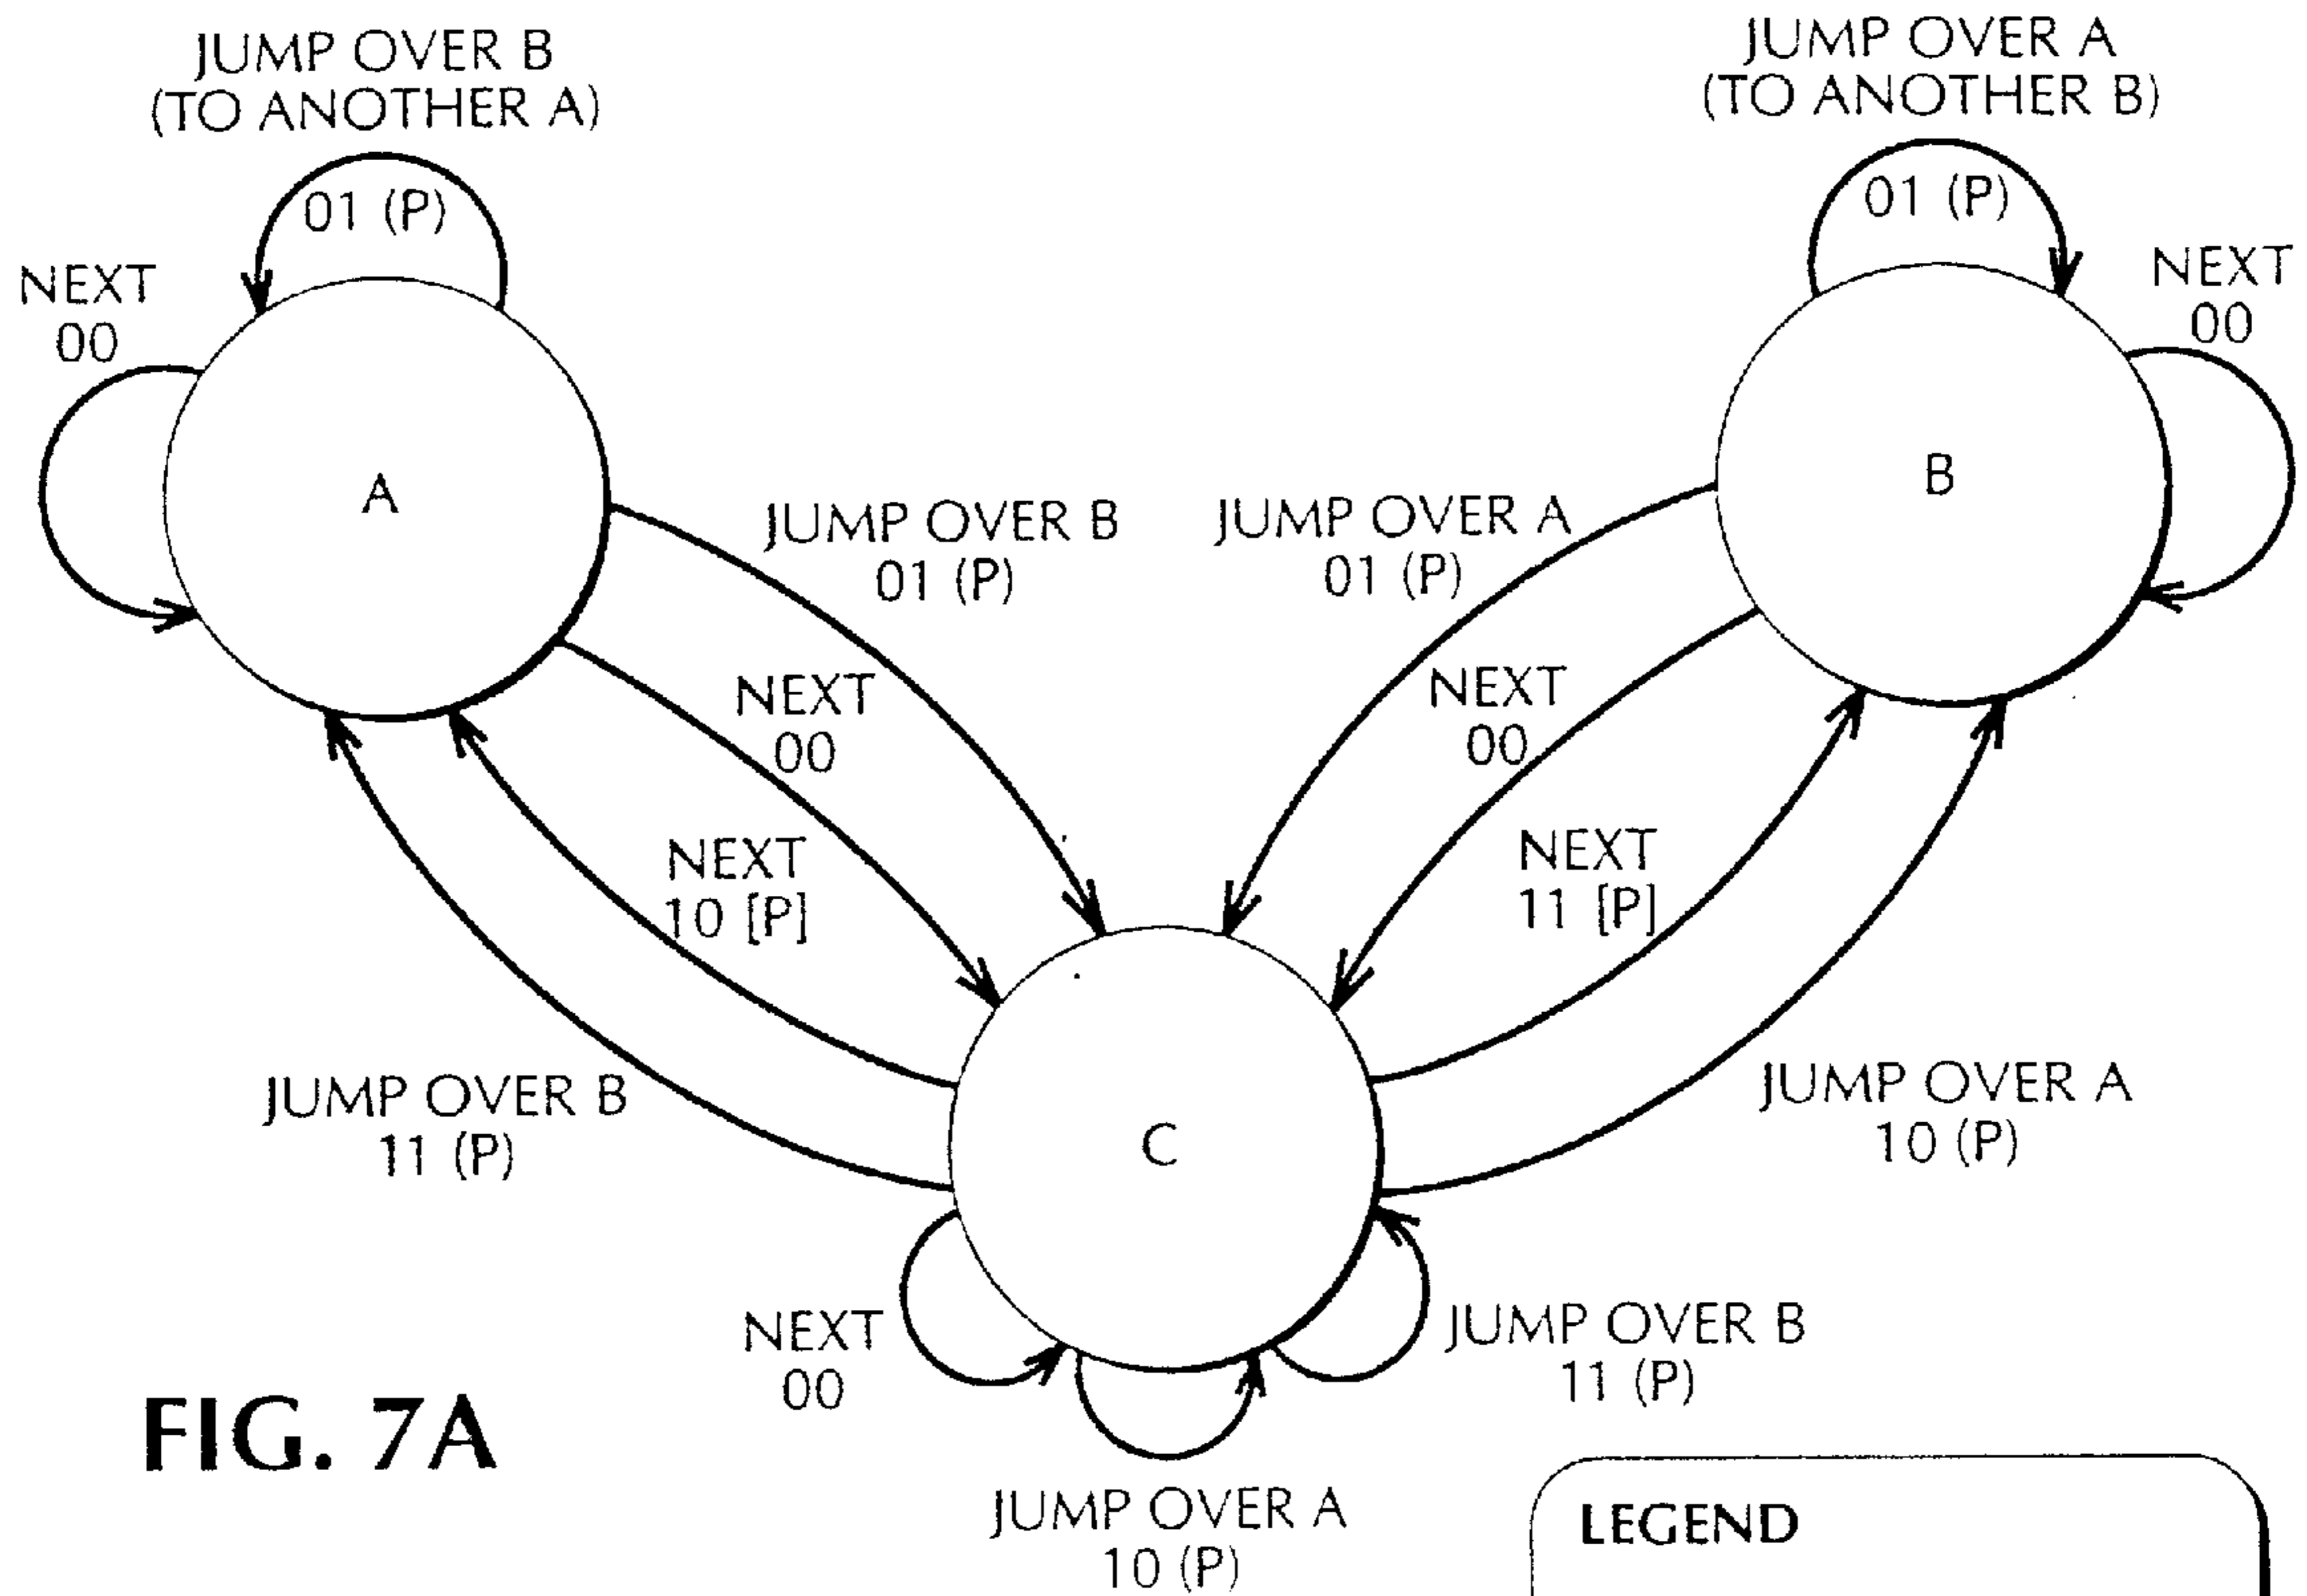 JUMP OVER B
(TO ANOTHER A)
01 (P)
NEXT
00
A
JUMP OVER A
(TO ANOTHER B)
01 (P)
NEXT
00
B
JUMP OVER B
01 (P)
JUMP OVER A
01 (P)
NEXT
00
NEXT
00
NEXT
10 [P]
NEXT
11 [P]
JUMP OVER B
11 (P)
JUMP OVER A
10 (P)
C
NEXT
00
JUMP OVER B
11 (P)
JUMP OVER A
10 (P)
FIG. 7A
LEGEND